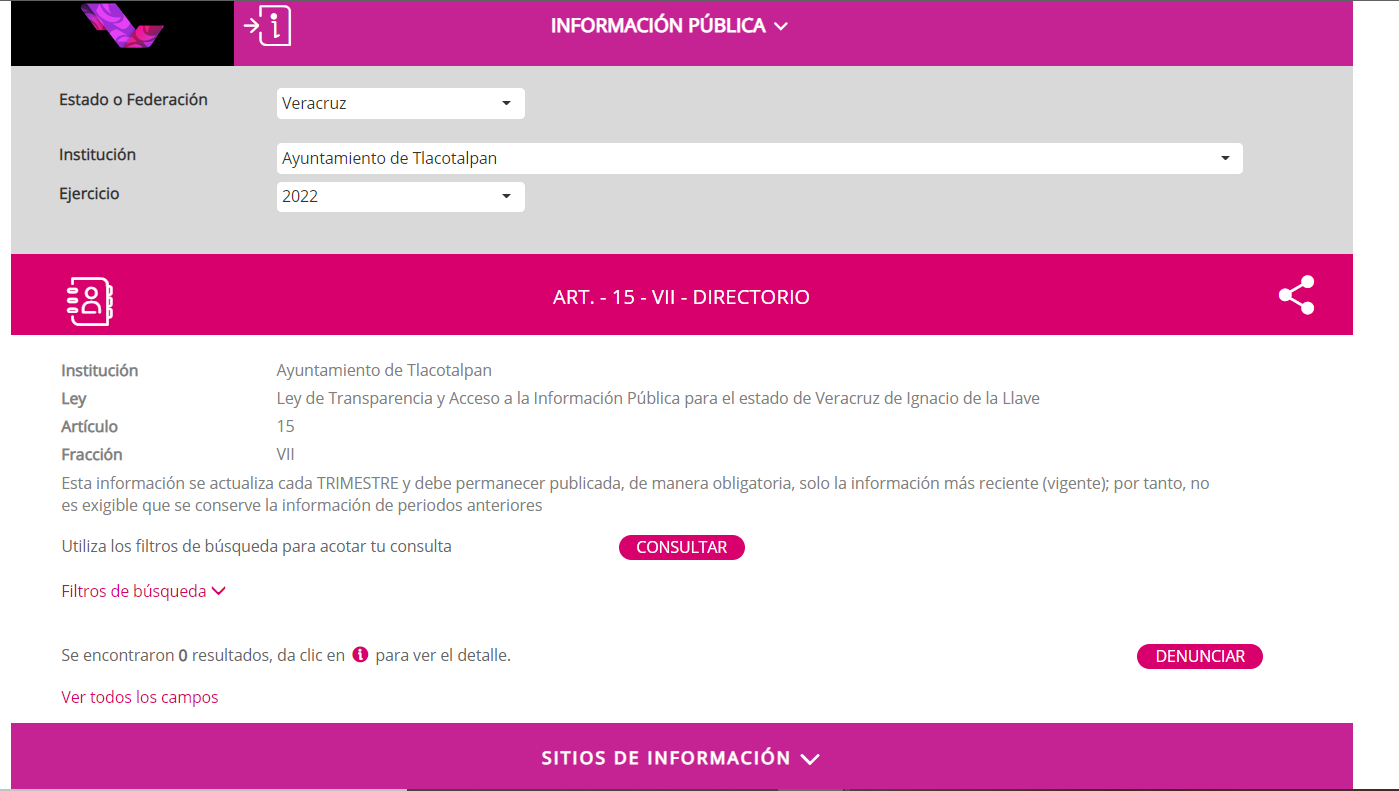 INFORMACIÓN PÚBLICA
Estado o Federación
Veracruz
Institución
Ayuntamiento de Tlacotalpan
Ejercicio
2022
ART. - 15 - VII - DIRECTORIO
Institución Ayuntamiento de Tlacotalpan
Ley Ley de Transparencia y Acceso a la Información Pública para el estado de Veracruz de Ignacio de la Llave
Artículo 15
Fracción VII
Esta información se actualiza cada TRIMESTRE y debe permanecer publicada, de manera obligatoria, solo la información más reciente (vigente); por tanto, no
es exigible que se conserve la información de periodos anteriores
Utiliza los filtros de búsqueda para acotar tu consulta CONSULTAR
Filtros de búsqueda
Se encontraron 0 resultados, da clic en i para ver el detalle. DENUNCIAR
Ver todos los campos
SITIOS DE INFORMACIÓN